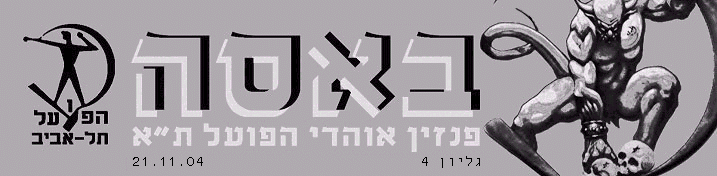 באסה
פנזין אוהדי הפועל ת"א
גליון 4
21.11.04
הפועל
תל-אביב